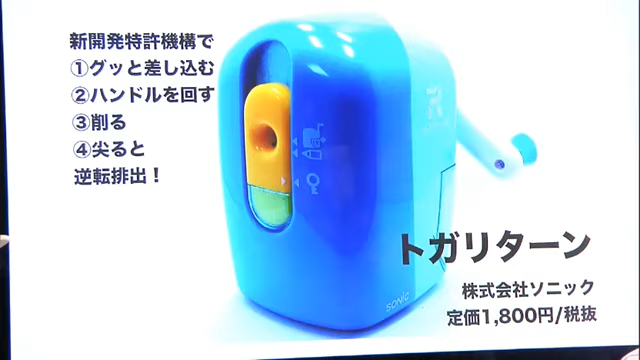 新開発特許機構で
①グッと差し込む
②ハンドルを回す
③削る
④尖ると
逆転排出！
SONiC
トガリターン
株式会社ソニック
定価1,800円/税抜